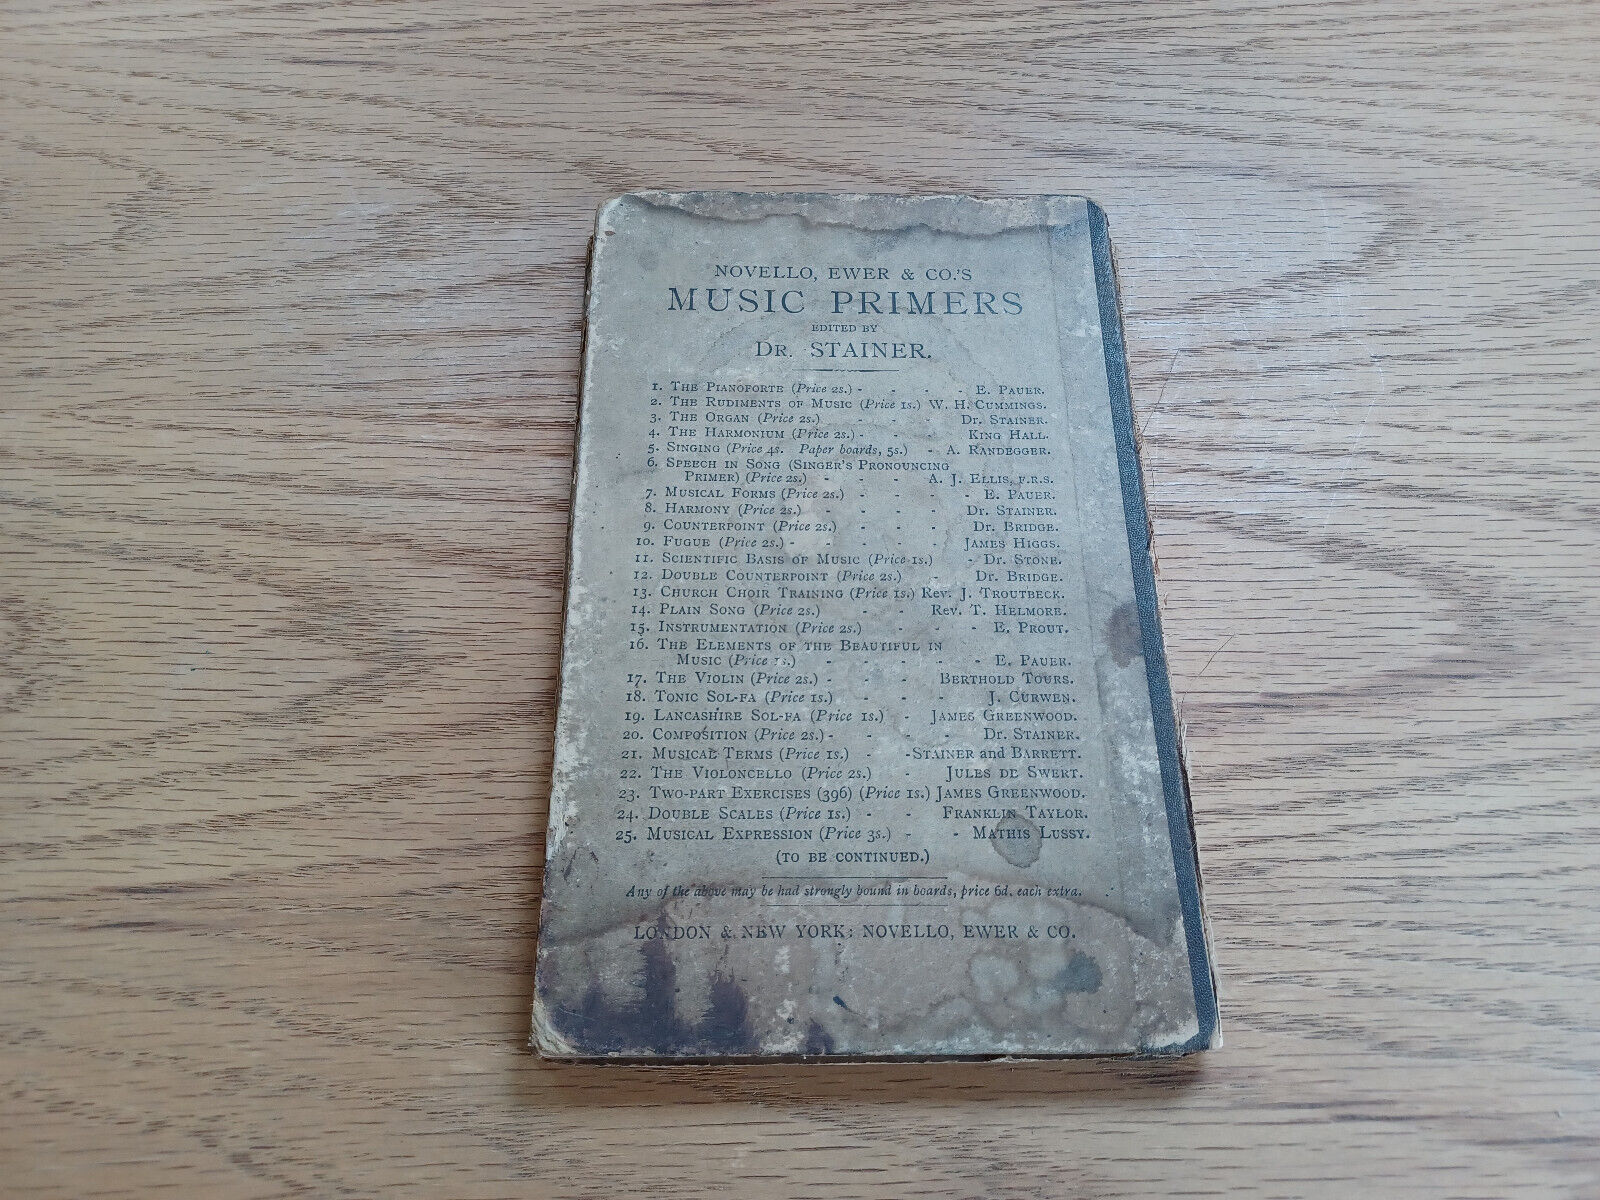 NOVELLO, EWER & CO.'S
MUSIC PRIMERS
EDITED BY
DR. STAINER.
1. THE PIANOFORTE (Price 2s.) - - - - E. PAUER.
2. THE RUDIMENTS OF MUSIC (Price 1s.) W. H. CUMMINGS.
3. THE ORGAN (Price 2s.) - - - DR. STAINER.
4. THE HARMONIUM (Price 2s.) - - - KING HALL.
5. SINGING (Price 4s. Paper boards, 5s.) - A. RANDEGGER.
6. SPEECH IN SONG (SINGER'S PRONOUNCING
PRIMER) (Price 2s.) - - - A. J. ELLIS, F.R.S.
7. MUSICAL FORMS (Price 2s.) - - - - E. PAUER.
8. HARMONY (Price 2s.) - - - - DR. STAINER.
9. COUNTERPOINT (Price 2s.) - - - DR. BRIDGE.
10. FUGUE (Price 2s.) - - - - - JAMES HIGGS.
11. SCIENTIFIC BASIS OF MUSIC (Price 1s.) - DR. STONE.
12. DOUBLE COUNTERPOINT (Price 2s.) - DR. BRIDGE.
13. CHURCH CHOIR TRAINING (Price 1s.) REV. J. TROUTBECK.
14. PLAIN SONG (Price 2s.) - - REV. T. HELMORE.
15. INSTRUMENTATION (Price 2s.) - - - E. PROUT.
16. THE ELEMENTS OF THE BEAUTIFUL IN
MUSIC (Price 1s.) - - - - - E. PAUER.
17. THE VIOLIN (Price 2s.) - - - BERTHOLD TOURS.
18. TONIC SOL-FA (Price 1s.) - - - J. CURWEN.
19. LANCASHIRE SOL-FA (Price 1s.) - JAMES GREENWOOD.
20. COMPOSITION (Price 2s.) - - - - DR. STAINER.
21. MUSICAL TERMS (Price 1s.) - - STAINER and BARRETT.
22. THE VIOLONCELLO (Price 2s.) - JULES DE SWERT.
23. TWO-PART EXERCISES (396) (Price 1s.) JAMES GREENWOOD.
24. DOUBLE SCALES (Price 1s.) - - FRANKLIN TAYLOR.
25. MUSICAL EXPRESSION (Price 3s.) - - MATHIS LUSSY.
(TO BE CONTINUED.)
Any of the above may be had strongly bound in boards, price 6d. each extra.
LONDON & NEW YORK: NOVELLO, EWER & CO.